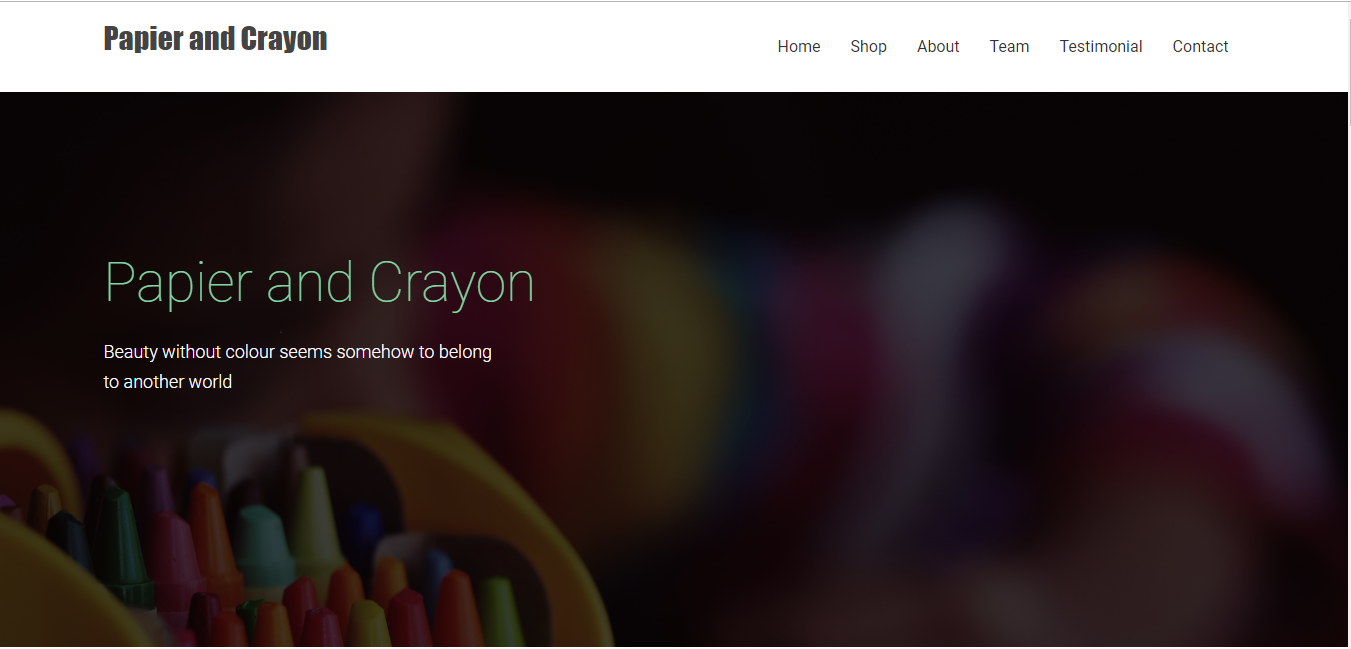 Papier and Crayon
Home Shop About Team Testimonial Contact
Papier and Crayon
Beauty without colour seems somehow to belong
to another world